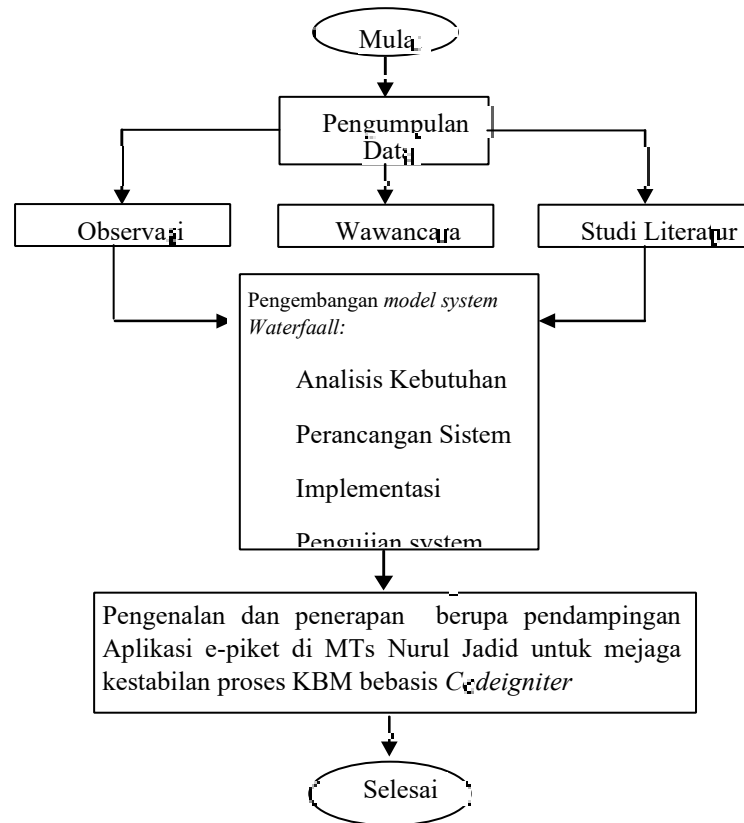 Mulai
Pengumpulan
Data
Observasi
Wawancara
Studi Literatur
Pengembangan model system
Waterfaall:
Analisis Kebutuhan
Perancangan Sistem
Implementasi
Pengujian system
Pengenalan dan penerapan berupa pendampingan
Aplikasi e-piket di MTs Nurul Jadid untuk mejaga
kestabilan proses KBM bebasis Codeigniter
Selesai